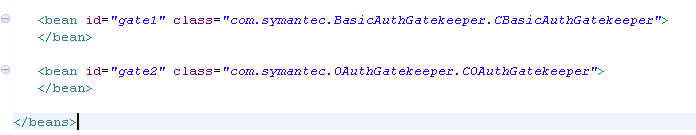 <bean id="gate1" class="com.symantec.BasicAuthGatekeeper.CBasicAuthGatekeeper">
</bean>
<bean id="gate2" class="com.symantec.OAuthGatekeeper.COAuthGatekeeper">
</bean>
</beans>